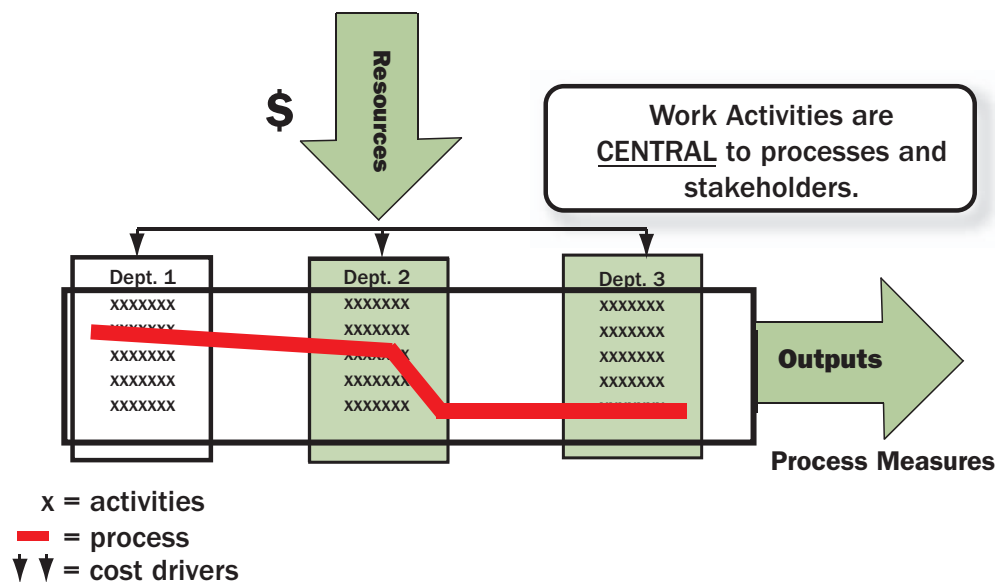 $
Resources
Work Activities are
CENTRAL to processes and
stakeholders.
Dept. 1
xxxxxxx
xxxxxxx
xxxxxxx
xxxxxxx
xxxxxxx
Dept. 2
xxxxxxx
xxxxxxx
xxxxxxx
xxxxxxx
xxxxxxx
Dept. 3
xxxxxxx
xxxxxxx
xxxxxxx
xxxxxxx
xxxxxxx
Outputs
Process Measures
x = activities
= process
= cost drivers